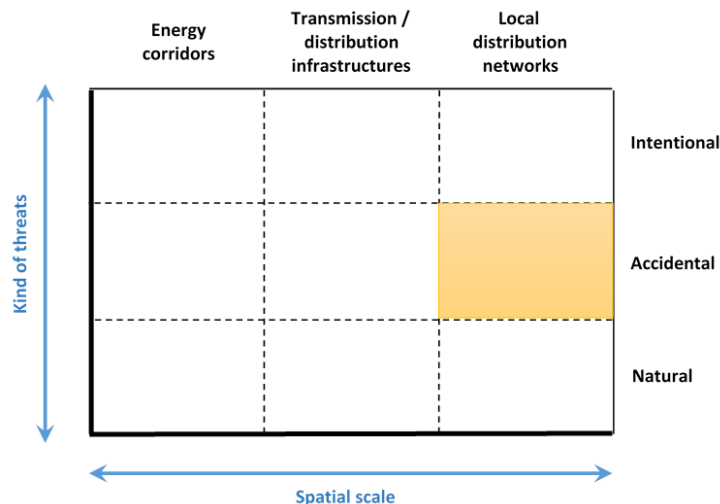 Energy
corridors
Transmission /
distribution
infrastructures
Local
distribution
networks
Intentional
Accidental
Natural
Kind of threats
Spatial scale